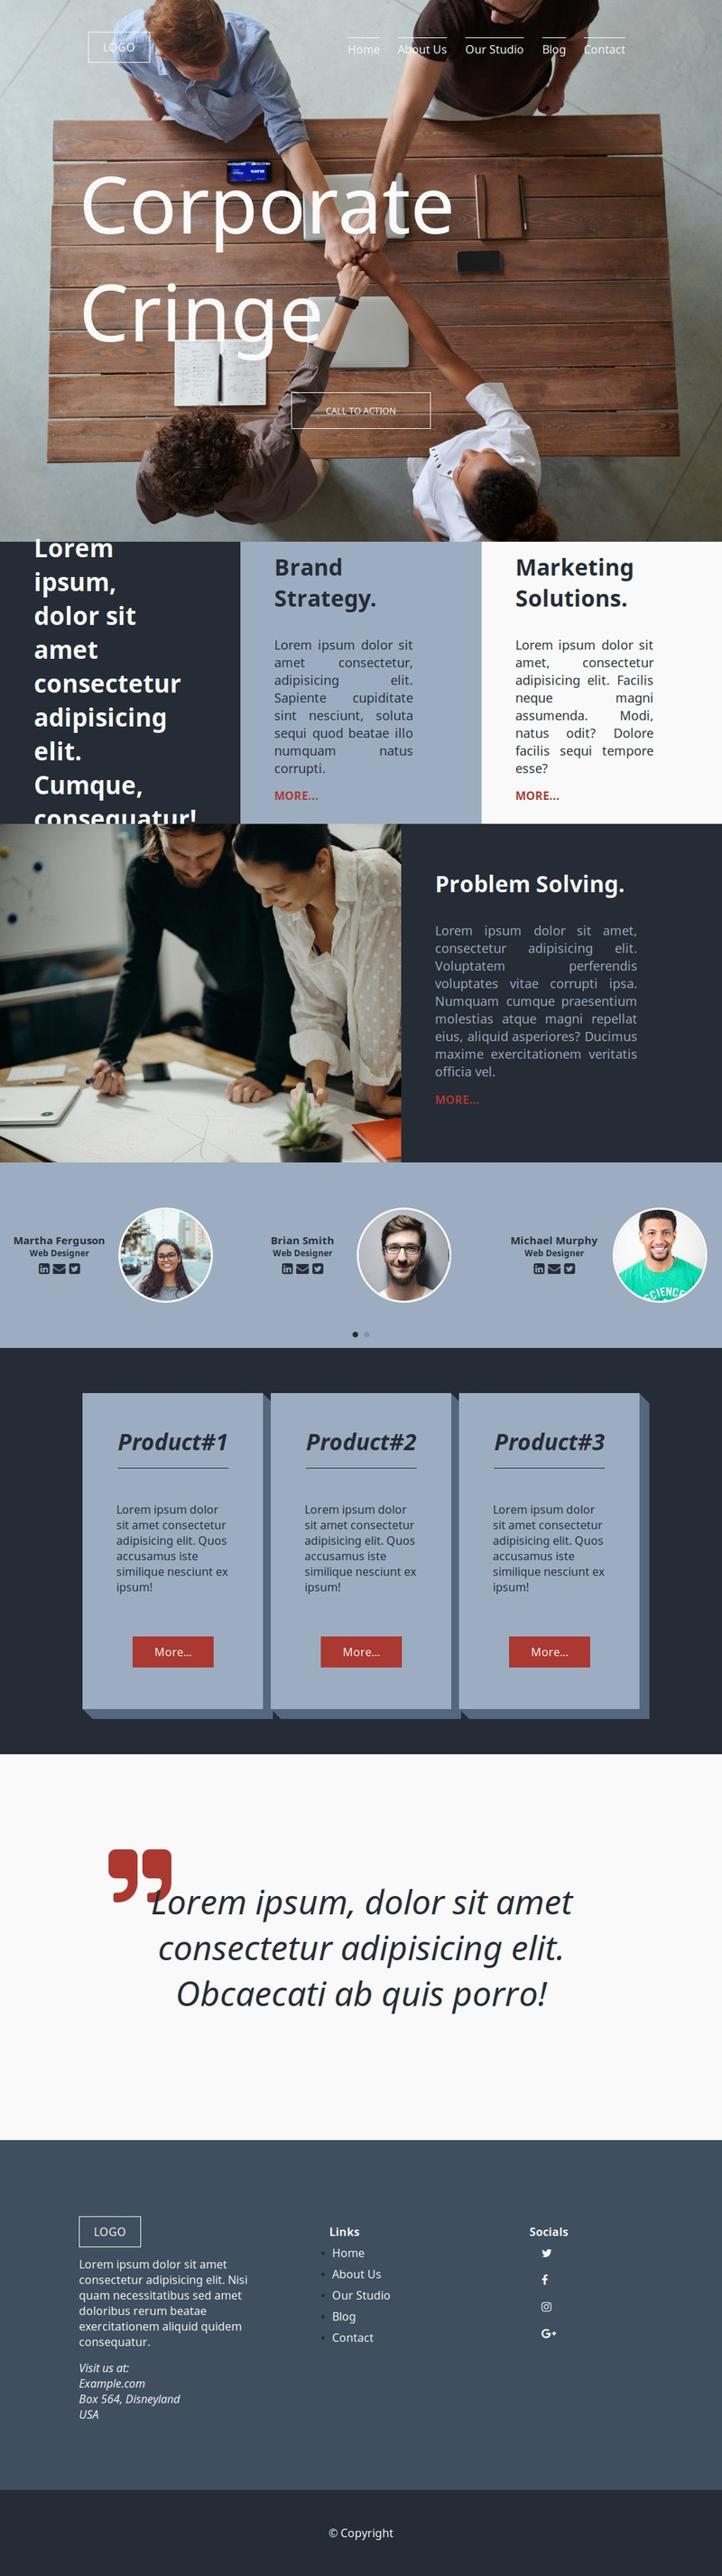 LOGO
Home About Us Our Studio Blog Contact
Corporate
Cringe
CALL TO ACTION
Lorem
ipsum,
dolor sit
amet
consectetur
adipisicing
elit.
Cumque,
consequatur!
Brand
Strategy.
Lorem ipsum dolor sit
amet consectetur,
adipisicing elit.
Sapiente cupiditate
sint nesciunt, soluta
sequi quod beatae illo
numquam natus
corrupti.
MORE...
Marketing
Solutions.
Lorem ipsum dolor sit
amet, consectetur
adipisicing elit. Facilis
neque magni
assumenda. Modi,
natus odit? Dolore
facilis sequi tempore
esse?
MORE...
Problem Solving.
Lorem ipsum dolor sit amet,
consectetur adipisicing elit.
Voluptatem perferendis
voluptates vitae corrupti ipsa.
Numquam cumque praesentium
molestias atque magni repellat
eius, aliquid asperiores? Ducimus
maxime exercitationem veritatis
officia vel.
MORE...
Martha Ferguson
Web Designer
Brian Smith
Web Designer
Michael Murphy
Web Designer
SCIENCE
Product#1
Lorem ipsum dolor
sit amet consectetur
adipisicing elit. Quos
accusamus iste
similique nesciunt ex
ipsum!
More...
Product#2
Lorem ipsum dolor
sit amet consectetur
adipisicing elit. Quos
accusamus iste
similique nesciunt ex
ipsum!
More...
Product#3
Lorem ipsum dolor
sit amet consectetur
adipisicing elit. Quos
accusamus iste
similique nesciunt ex
ipsum!
More...
Lorem ipsum, dolor sit amet
consectetur adipisicing elit.
Obcaecati ab quis porro!
LOGO
Lorem ipsum dolor sit amet
consectetur adipisicing elit. Nisi
quam necessitatibus sed amet
doloribus rerum beatae
exercitationem aliquid quidem
consequatur.
Visit us at:
Example.com
Box 564, Disneyland
USA
Links
Home
About Us
Our Studio
Blog
Contact
Socials
© Copyright